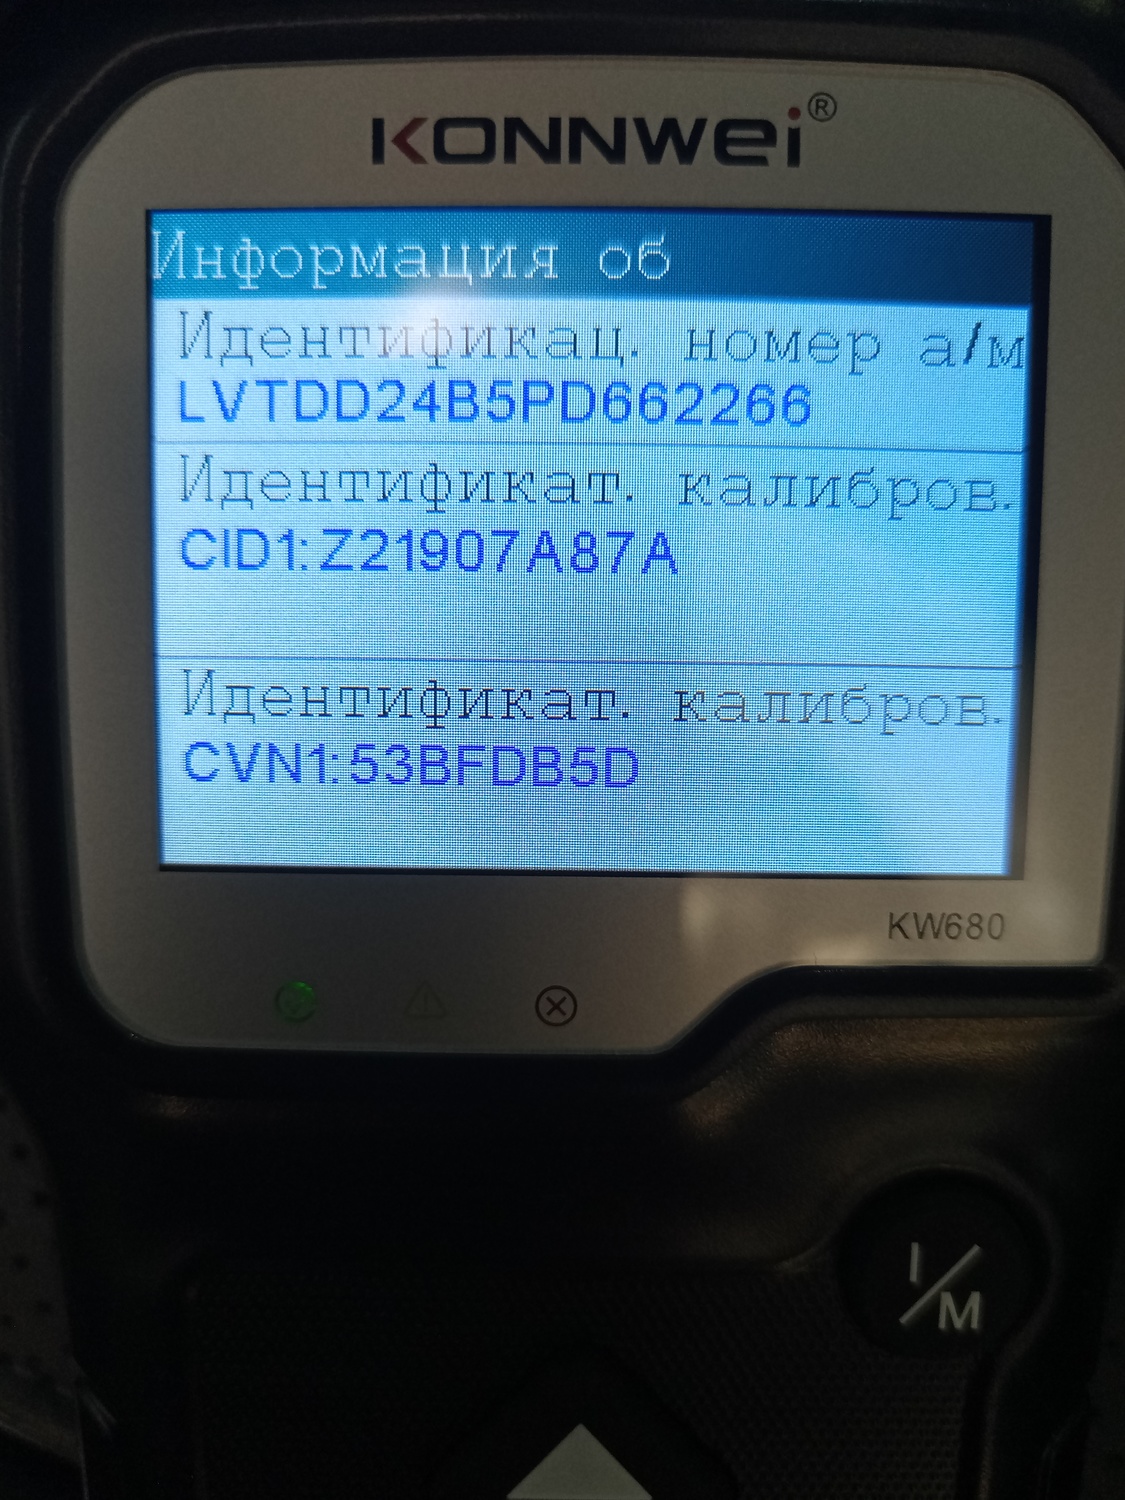 KONNWEI®
Информация об
Идентификац. номер а/м
LVTDD24B5PD662266
Идентификат. калибров.
CID1:Z21907A87A
Идентификат. калибров.
CVN1:53BFDB5D
KW680
I/M